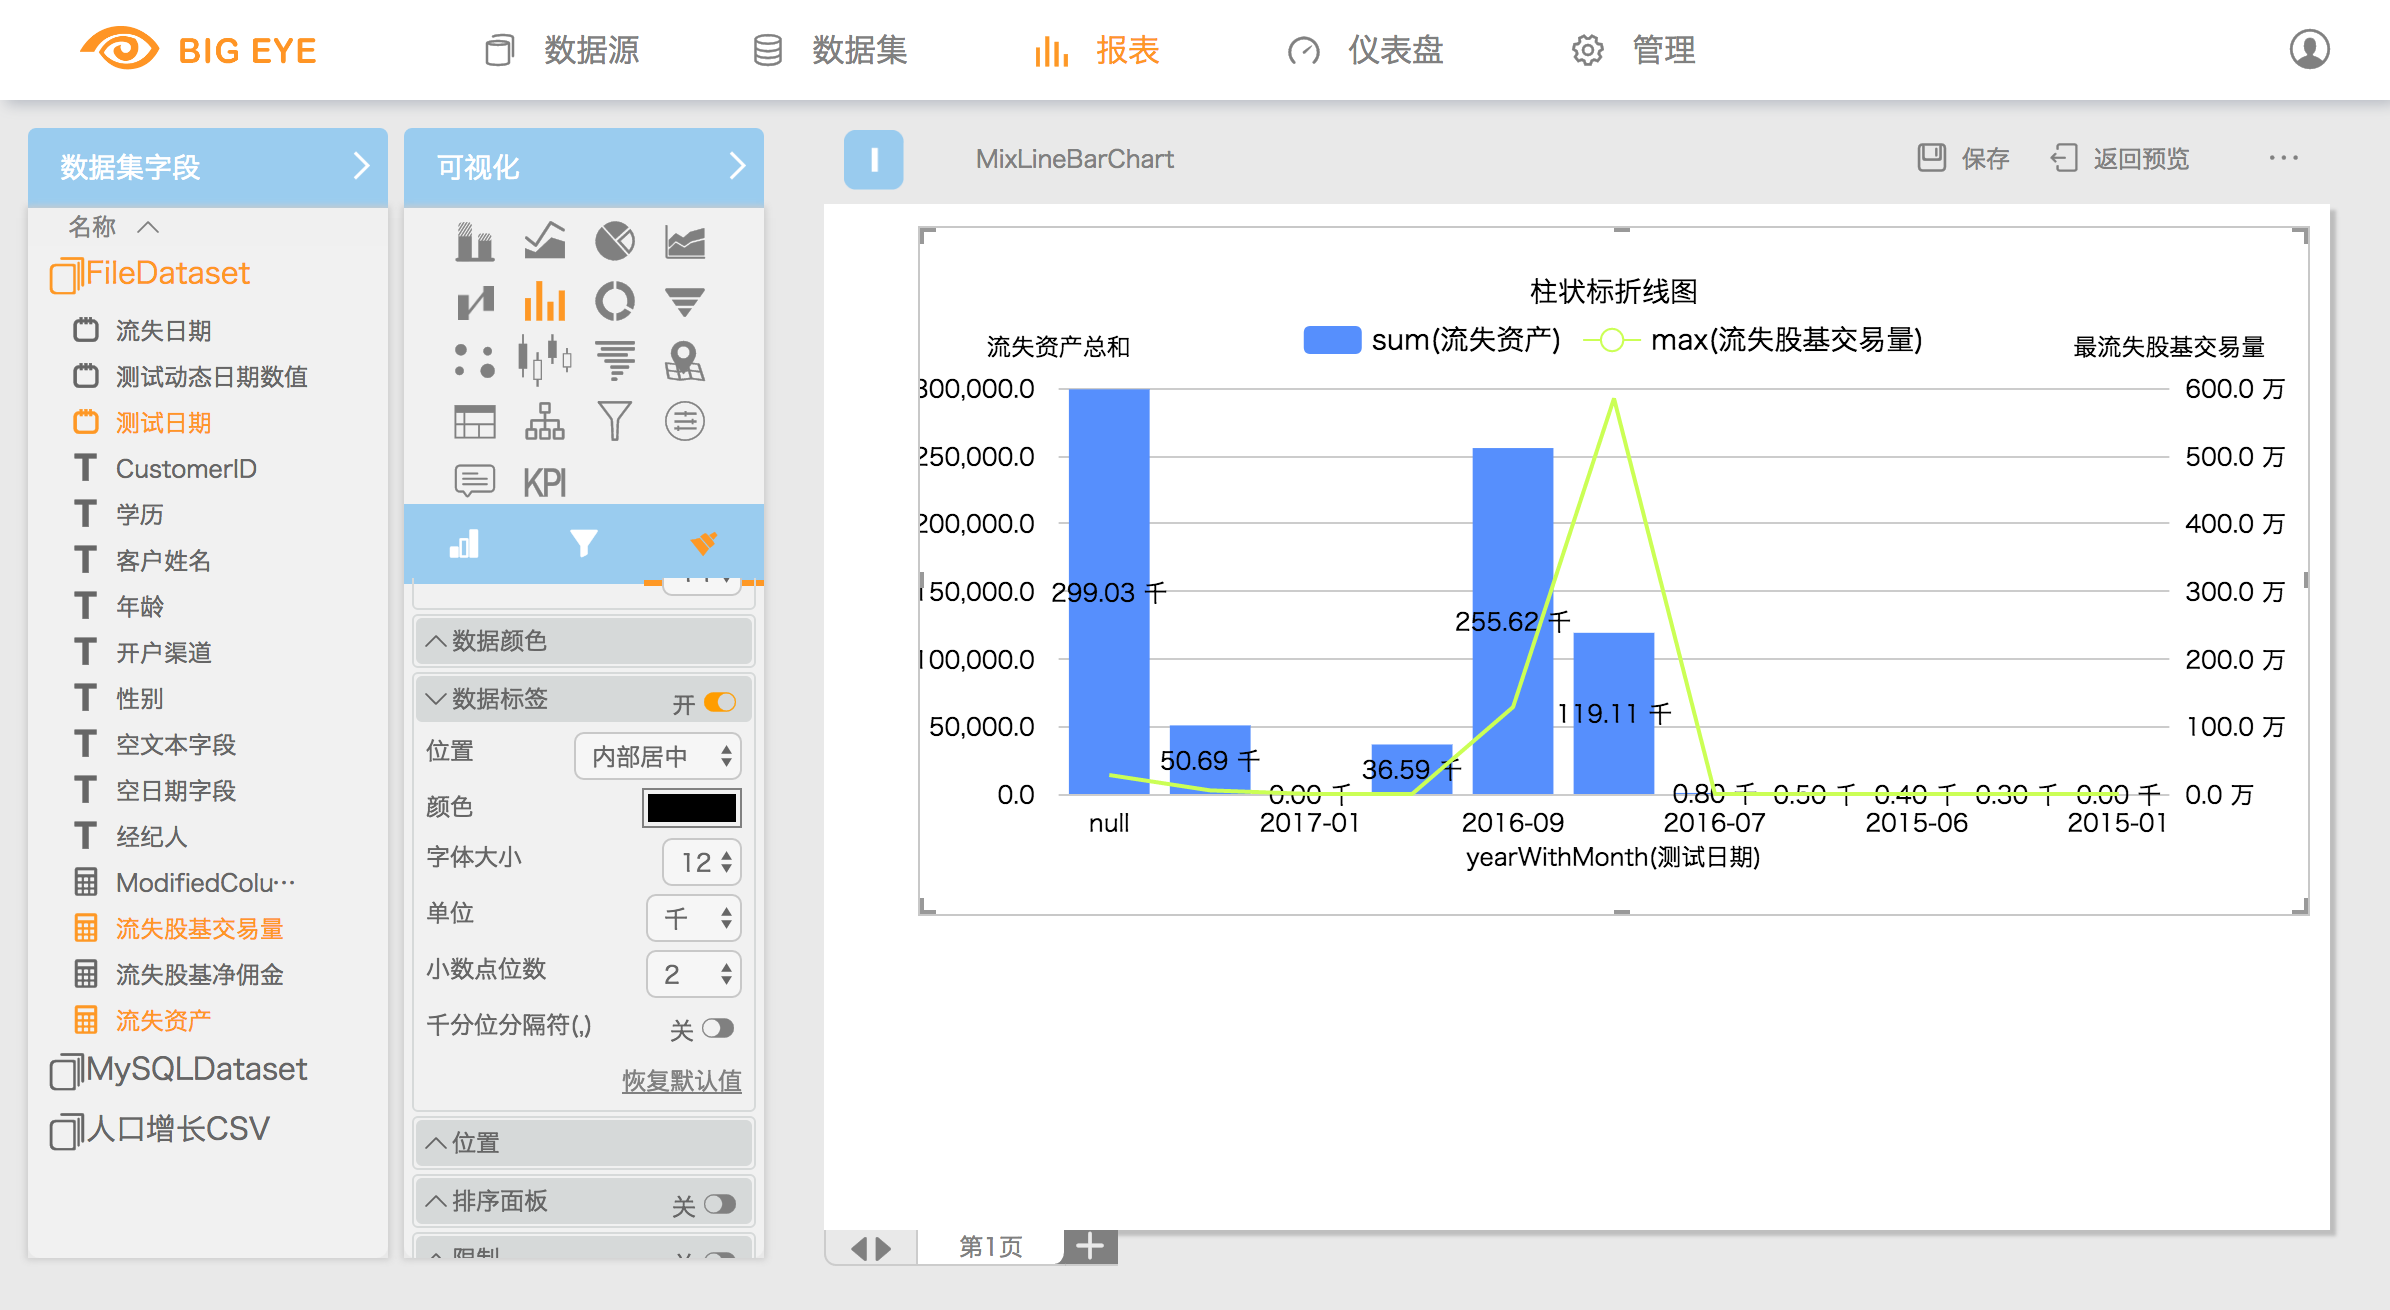 BIG EYE
数据源
数据集
报表
仪表盘
管理
数据集字段
名称
FileDataset
流失日期
测试动态日期数值
测试日期
CustomerID
学历
客户姓名
年龄
开户渠道
性别
空文本字段
空日期字段
经纪人
ModifiedColu···
流失股基交易量
流失股基净佣金
流失资产
MySQLDataset
人口增长CSV
可视化
KPI
数据颜色
数据标签
开
位置
内部居中
颜色
字体大小
12
单位
千
小数点位数
2
千分位分隔符(,)
关
恢复默认值
位置
排序面板
关
限制
I
MixLineBarChart
保存
返回预览
···
柱状标折线图
sum(流失资产)
max(流失股基交易量)
流失资产总和
最流失股基交易量
300,000.0
250,000.0
200,000.0
150,000.0
100,000.0
50,000.0
0.0
600.0 万
500.0 万
400.0 万
300.0 万
200.0 万
100.0 万
0.0 万
299.03 千
50.69 千
0.00 千
36.59 千
255.62 千
119.11 千
0.80 千
0.50 千
0.40 千
0.30 千
0.00 千
null
2017-01
2016-09
2016-07
2015-06
2015-01
yearWithMonth(测试日期)
第1页